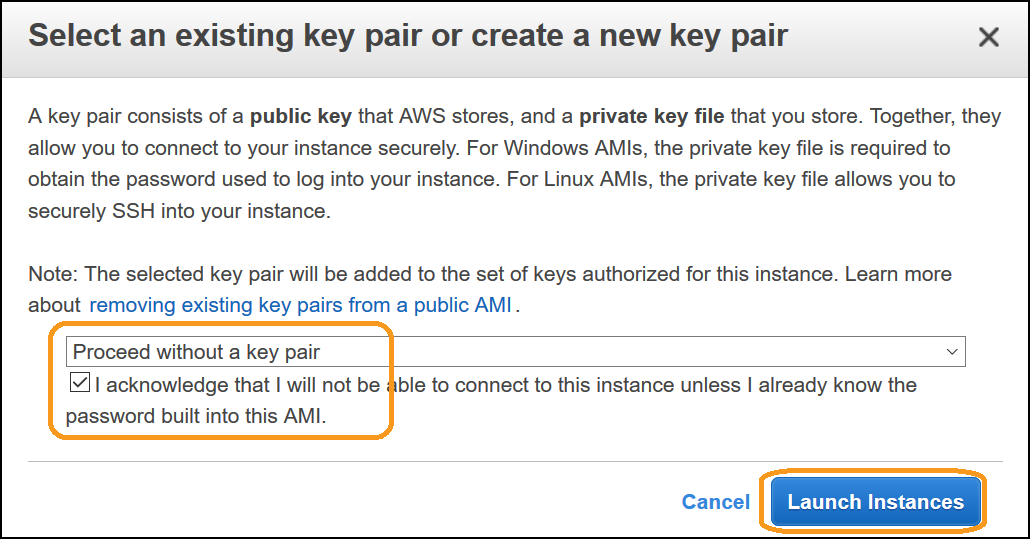 Select an existing key pair or create a new key pair
A key pair consists of a public key that AWS stores, and a private key file that you store. Together, they
allow you to connect to your instance securely. For Windows AMIs, the private key file is required to
obtain the password used to log into your instance. For Linux AMIs, the private key file allows you to
securely SSH into your instance.
Note: The selected key pair will be added to the set of keys authorized for this instance. Learn more
about removing existing key pairs from a public AMI.
Proceed without a key pair
I acknowledge that I will not be able to connect to this instance unless I already know the
password built into this AMI.
Cancel Launch Instances